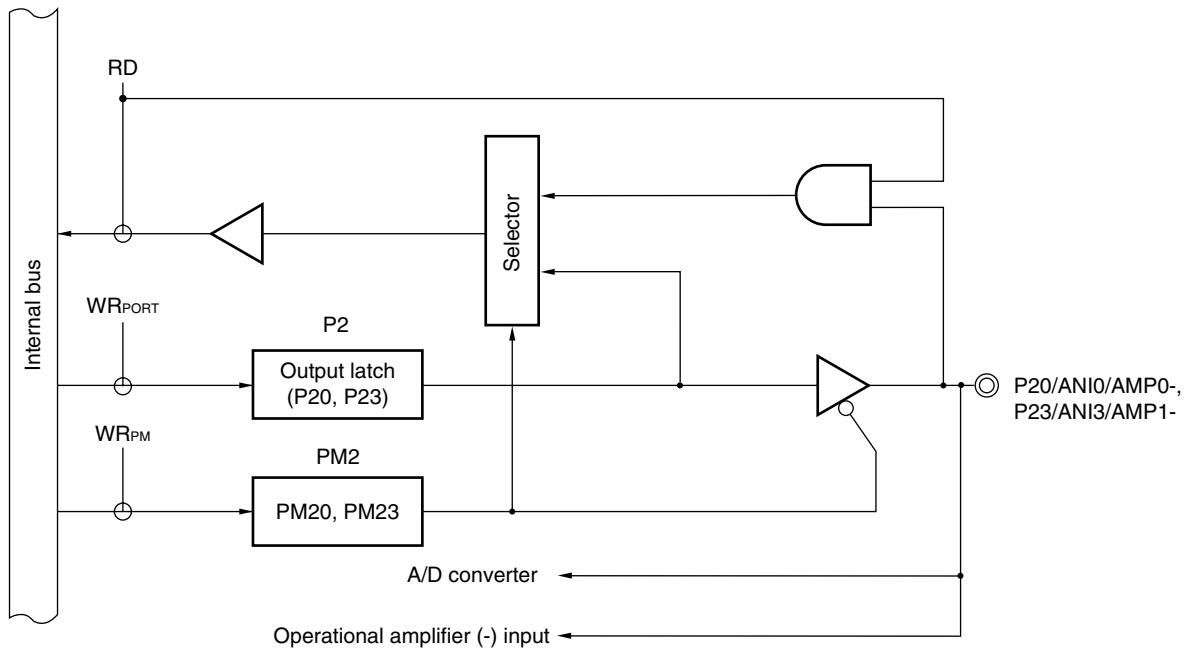 RD
Selector
Internal bus
WRPORT
P2
Output latch
(P20, P23)
P20/ANI0/AMP0-,
P23/ANI3/AMP1-
WRPM
PM2
PM20, PM23
A/D converter
Operational amplifier (-) input